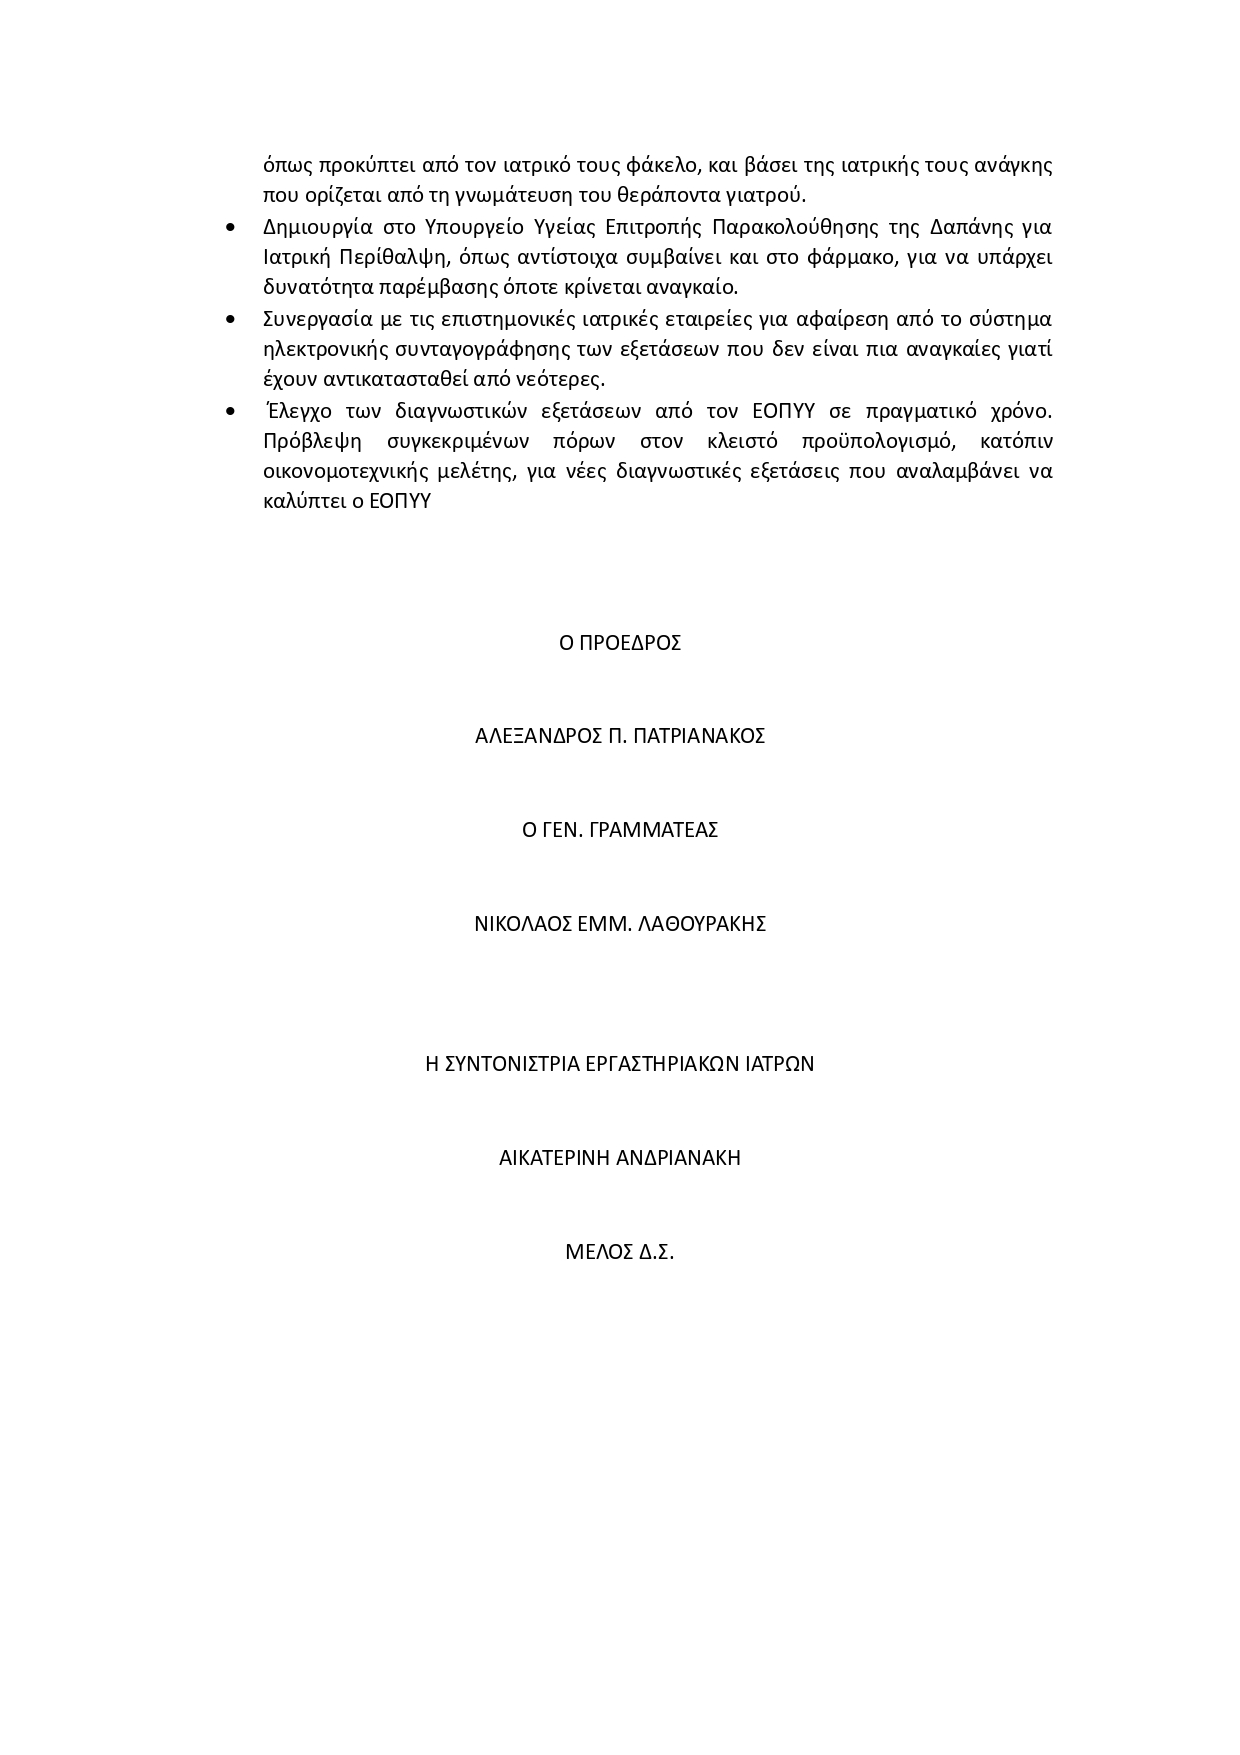 όπως προκύπτει από τον ιατρικό τους φάκελο, και βάσει της ιατρικής τους ανάγκης
που ορίζεται από τη γνωμάτευση του θεράποντα γιατρού.
• Δημιουργία στο Υπουργείο Υγείας Επιτροπής Παρακολούθησης της Δαπάνης για
Ιατρική Περίθαλψη, όπως αντίστοιχα συμβαίνει και στο φάρμακο, για να υπάρχει
δυνατότητα παρέμβασης όποτε κρίνεται αναγκαίο.
• Συνεργασία με τις επιστημονικές ιατρικές εταιρείες για αφαίρεση από το σύστημα
ηλεκτρονικής συνταγογράφησης των εξετάσεων που δεν είναι πια αναγκαίες γιατί
έχουν αντικατασταθεί από νεότερες.
• Έλεγχο των διαγνωστικών εξετάσεων από τον ΕΟΠΥΥ σε πραγματικό χρόνο.
Πρόβλεψη συγκεκριμένων πόρων στον κλειστό προϋπολογισμό, κατόπιν
οικονομοτεχνικής μελέτης, για νέες διαγνωστικές εξετάσεις που αναλαμβάνει να
καλύπτει ο ΕΟΠΥΥ
Ο ΠΡΟΕΔΡΟΣ
ΑΛΕΞΑΝΔΡΟΣ Π. ΠΑΤΡΙΑΝΑΚΟΣ
Ο ΓΕΝ. ΓΡΑΜΜΑΤΕΑΣ
ΝΙΚΟΛΑΟΣ ΕΜΜ. ΛΑΘΟΥΡΑΚΗΣ
Η ΣΥΝΤΟΝΙΣΤΡΙΑ ΕΡΓΑΣΤΗΡΙΑΚΩΝ ΙΑΤΡΩΝ
ΑΙΚΑΤΕΡΙΝΗ ΑΝΔΡΙΑΝΑΚΗ
ΜΕΛΟΣ Δ.Σ.